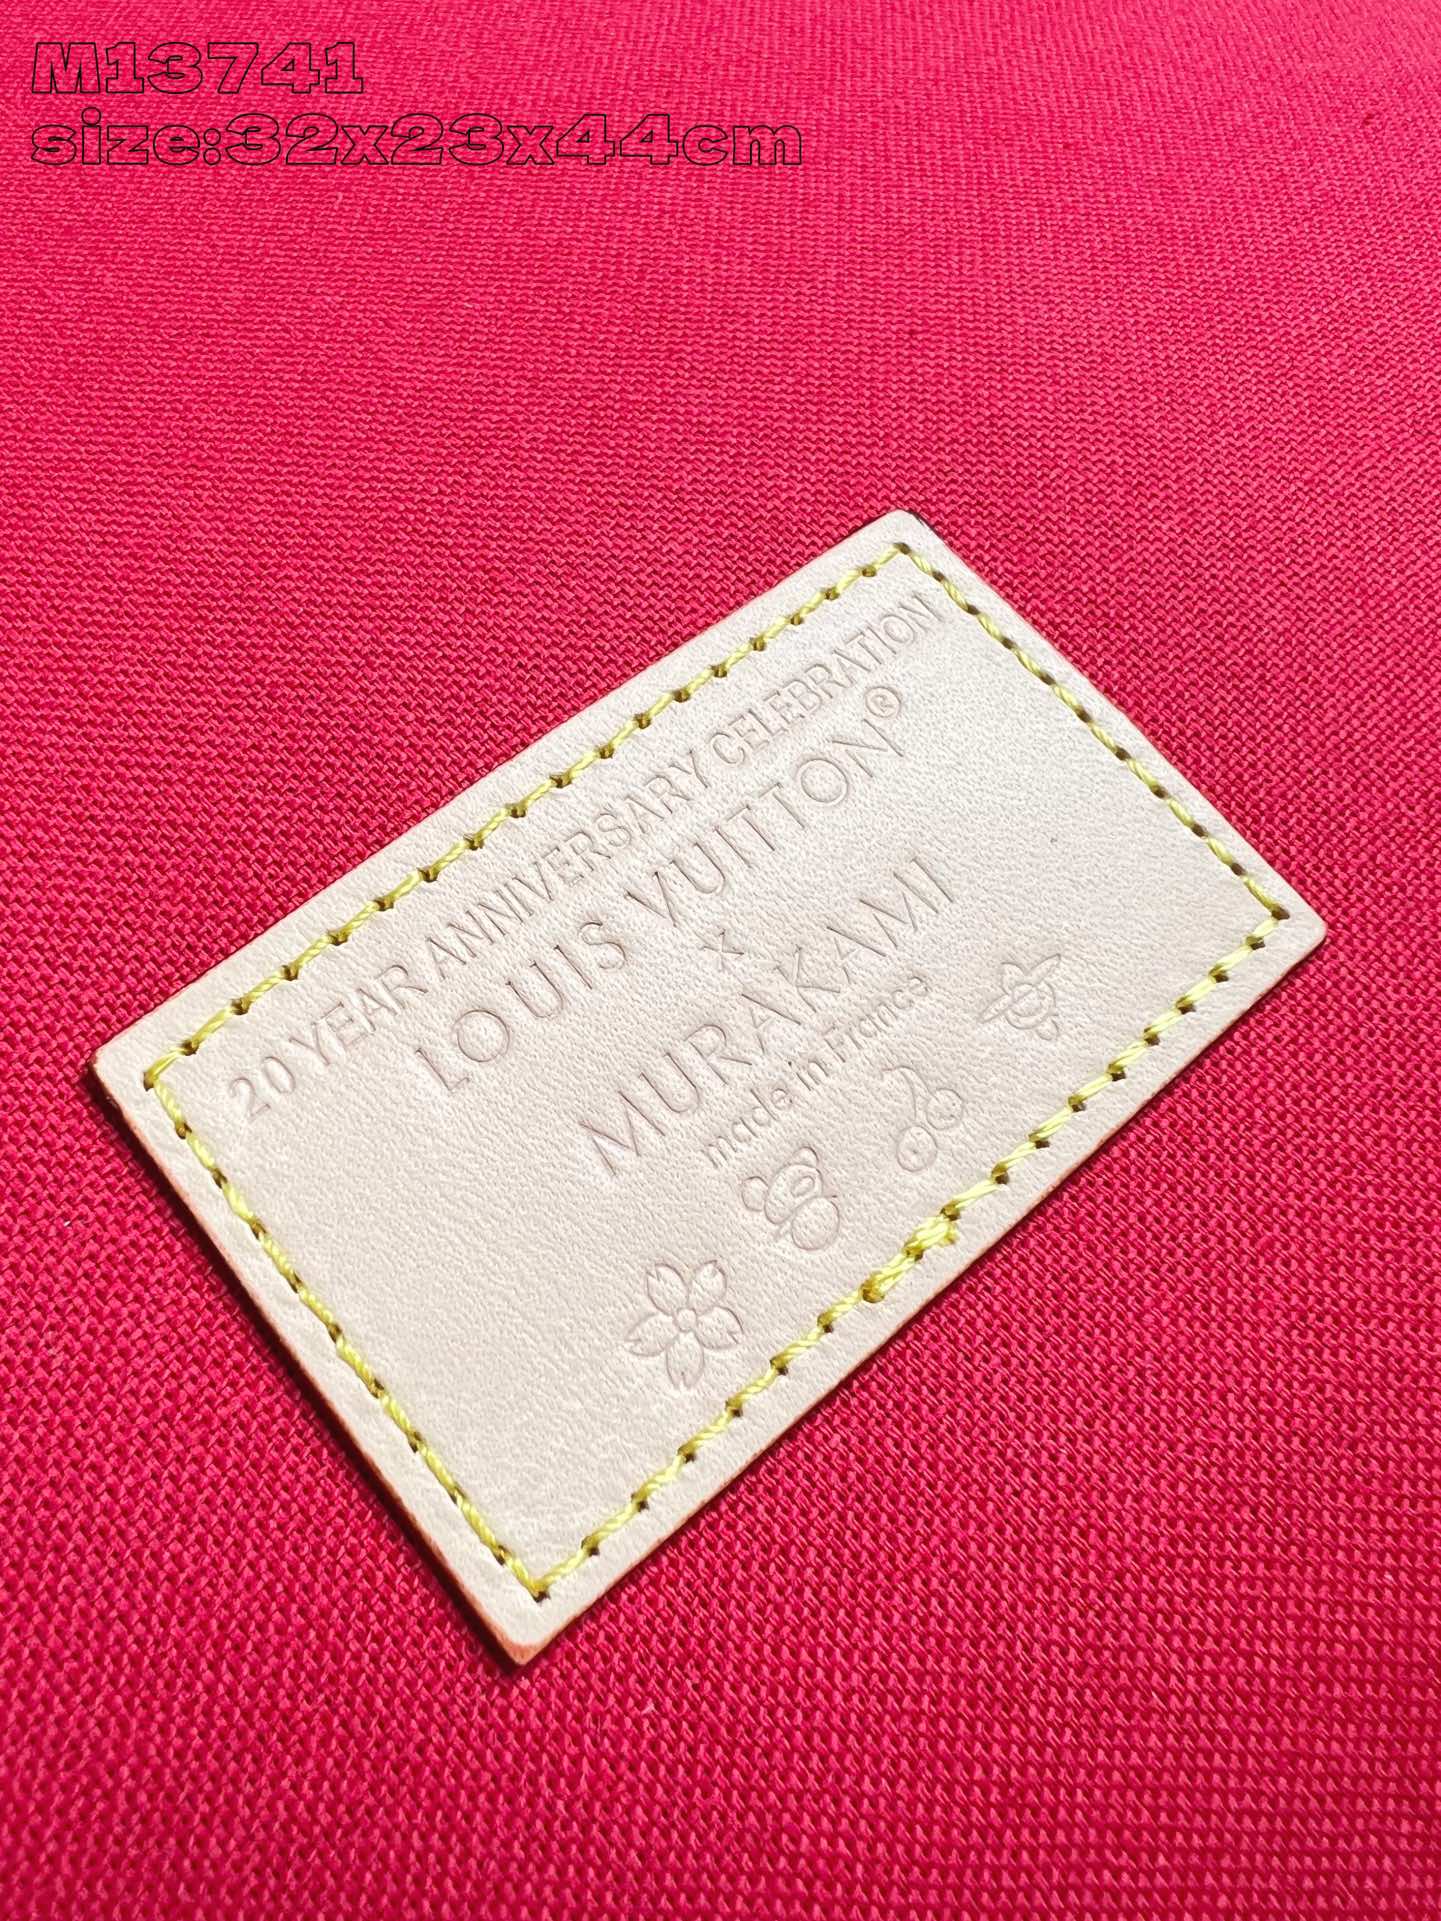 M13741
size:32x23x44cm
20 YEAR ANNIVERSARY CELEBRATION
LOUIS VUITTON®
x
MURAKAMI
made in France